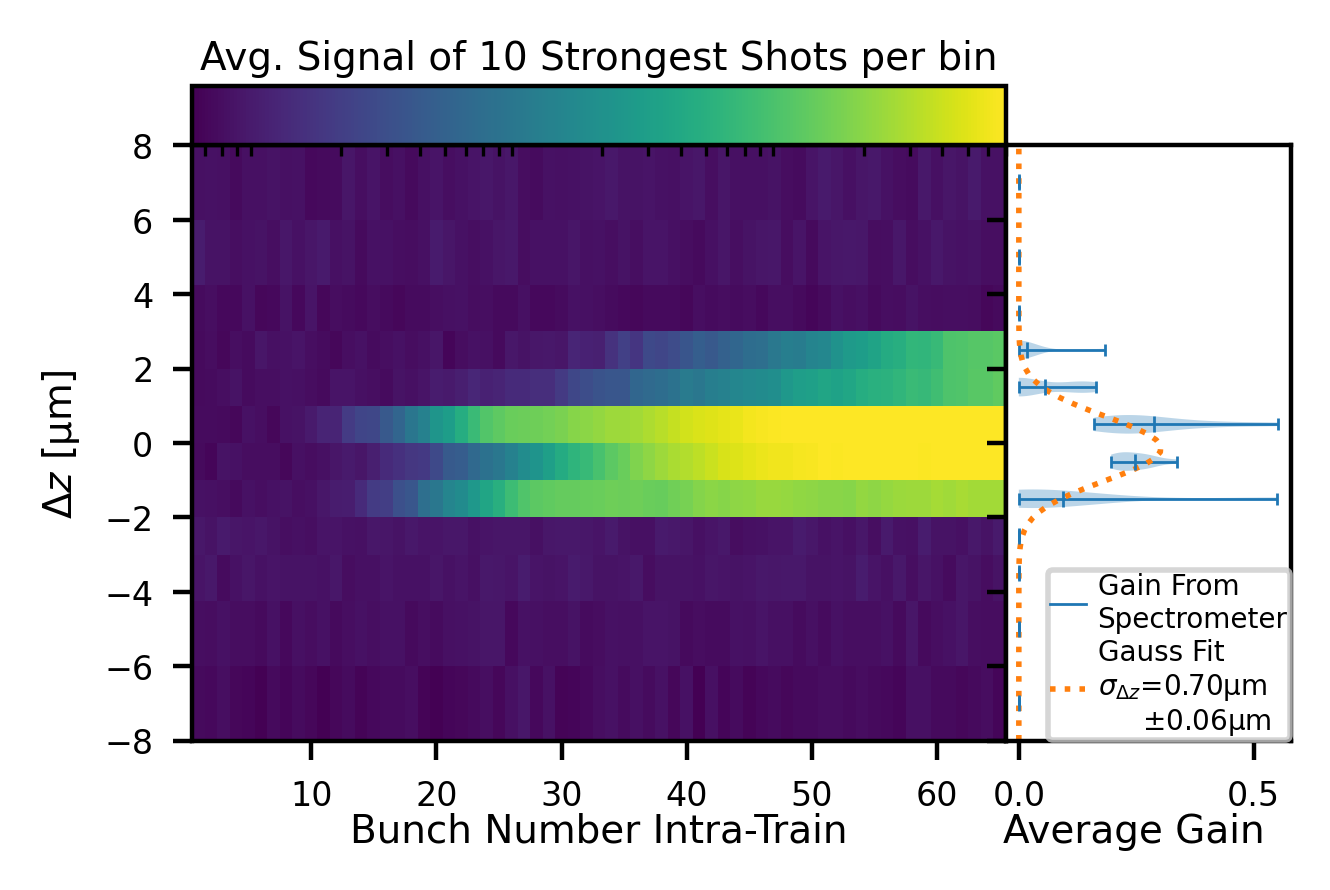 Avg. Signal of 10 Strongest Shots per bin
8
6
4
2
0
−2
−4
−6
−8
Δz [µm]
10 20 30 40 50 60
Bunch Number Intra-Train
0.0 0.5
Average Gain
Gain From
Spectrometer
Gauss Fit
σΔz=0.70µm
±0.06µm